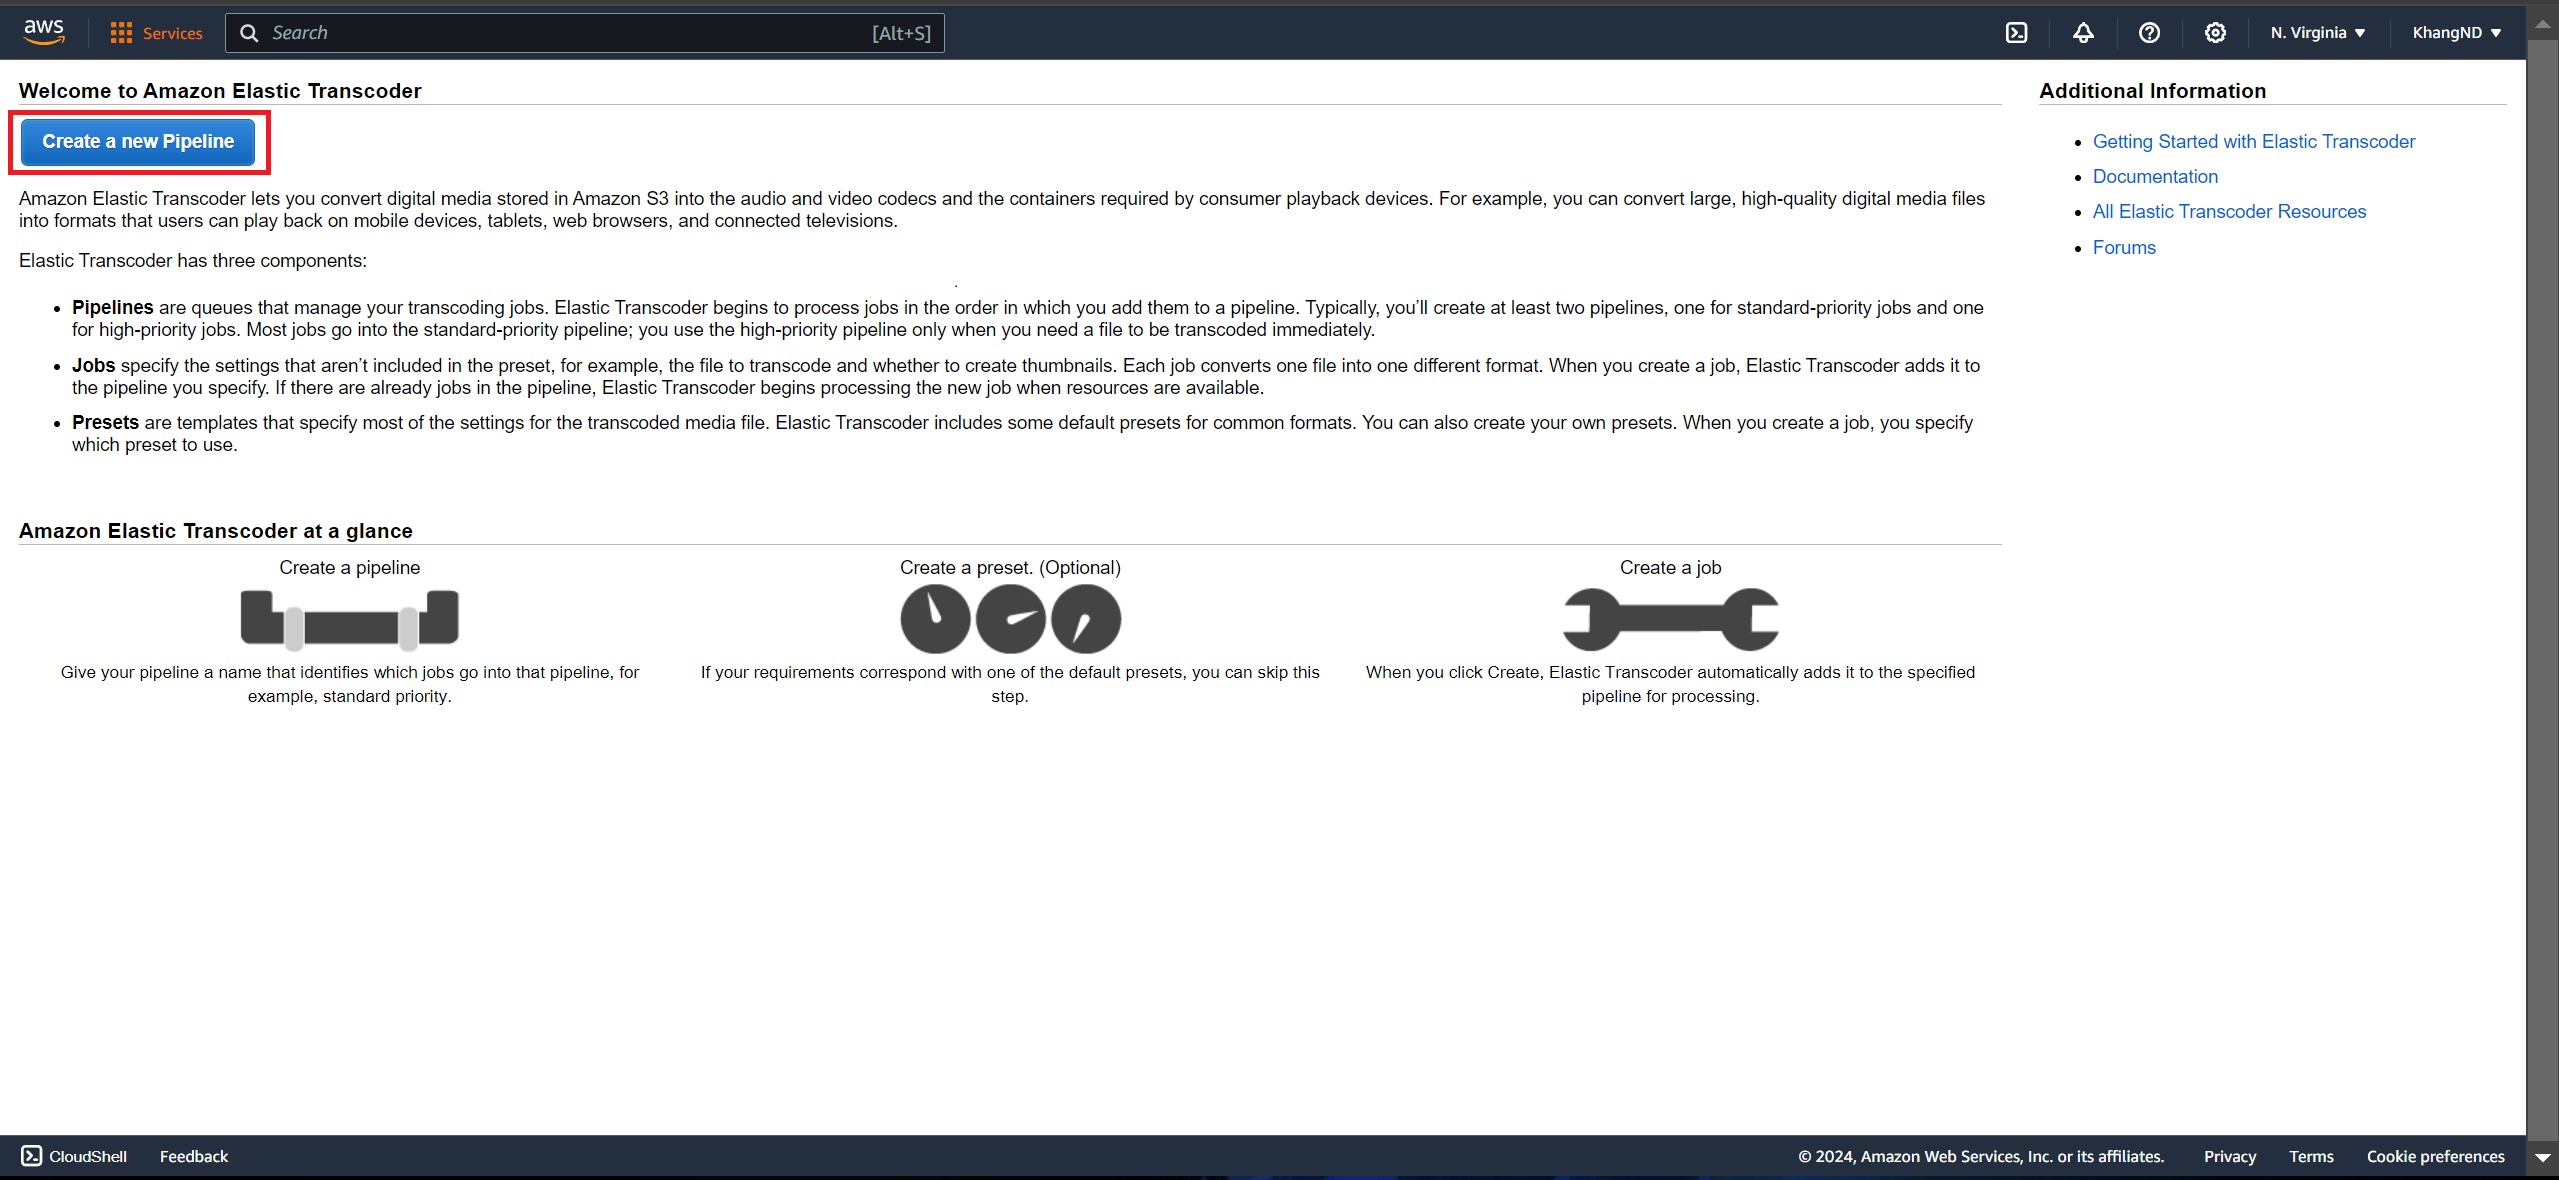 aws
Services
Search
[Alt+S]
N. Virginia
KhangND
Welcome to Amazon Elastic Transcoder
Create a new Pipeline
Amazon Elastic Transcoder lets you convert digital media stored in Amazon S3 into the audio and video codecs and the containers required by consumer playback devices. For example, you can convert large, high-quality digital media files
into formats that users can play back on mobile devices, tablets, web browsers, and connected televisions.
Elastic Transcoder has three components:
• Pipelines are queues that manage your transcoding jobs. Elastic Transcoder begins to process jobs in the order in which you add them to a pipeline. Typically, you’ll create at least two pipelines, one for standard-priority jobs and one
for high-priority jobs. Most jobs go into the standard-priority pipeline; you use the high-priority pipeline only when you need a file to be transcoded immediately.
• Jobs specify the settings that aren’t included in the preset, for example, the file to transcode and whether to create thumbnails. Each job converts one file into one different format. When you create a job, Elastic Transcoder adds it to
the pipeline you specify. If there are already jobs in the pipeline, Elastic Transcoder begins processing the new job when resources are available.
• Presets are templates that specify most of the settings for the transcoded media file. Elastic Transcoder includes some default presets for common formats. You can also create your own presets. When you create a job, you specify
which preset to use.
Additional Information
• Getting Started with Elastic Transcoder
• Documentation
• All Elastic Transcoder Resources
• Forums
Amazon Elastic Transcoder at a glance
Create a pipeline
Give your pipeline a name that identifies which jobs go into that pipeline, for
example, standard priority.
Create a preset. (Optional)
If your requirements correspond with one of the default presets, you can skip this
step.
Create a job
When you click Create, Elastic Transcoder automatically adds it to the specified
pipeline for processing.
CloudShell
Feedback
© 2024, Amazon Web Services, Inc. or its affiliates.
Privacy
Terms
Cookie preferences